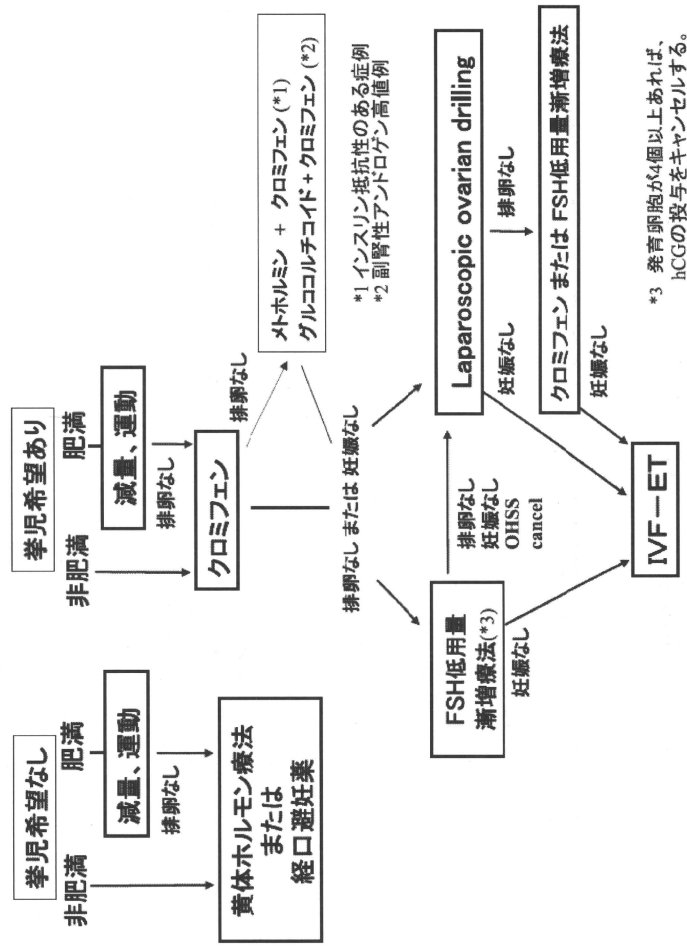 挙児希望なし
非肥満
肥満
減量、運動
排卵なし
黄体ホルモン療法
または
経口避妊薬
挙児希望あり
非肥満
肥満
減量、運動
排卵なし
クロミフェン
排卵なし
メトホルミン + クロミフェン(*1)
グルココルチコイド+クロミフェン(*2)
*1 インスリン抵抗性のある症例
*2 副腎性アンドロゲン高値例
排卵なし または 妊娠なし
FSH低用量
漸増療法(*3)
妊娠なし
排卵なし
妊娠なし
OHSS
cancel
Laparoscopic ovarian drilling
妊娠なし
排卵なし
クロミフェン または FSH低用量漸増療法
妊娠なし
IVF－ET
*3 発育卵胞が4個以上あれば、
hCGの投与をキャンセルする。